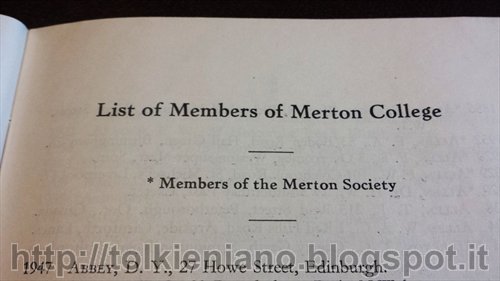 List of Members of Merton College
* Members of the Merton Society
http://tolkieniano.blogspot.it
1947 ABBEY, D. Y., 27 Howe Street, Edinburgh.